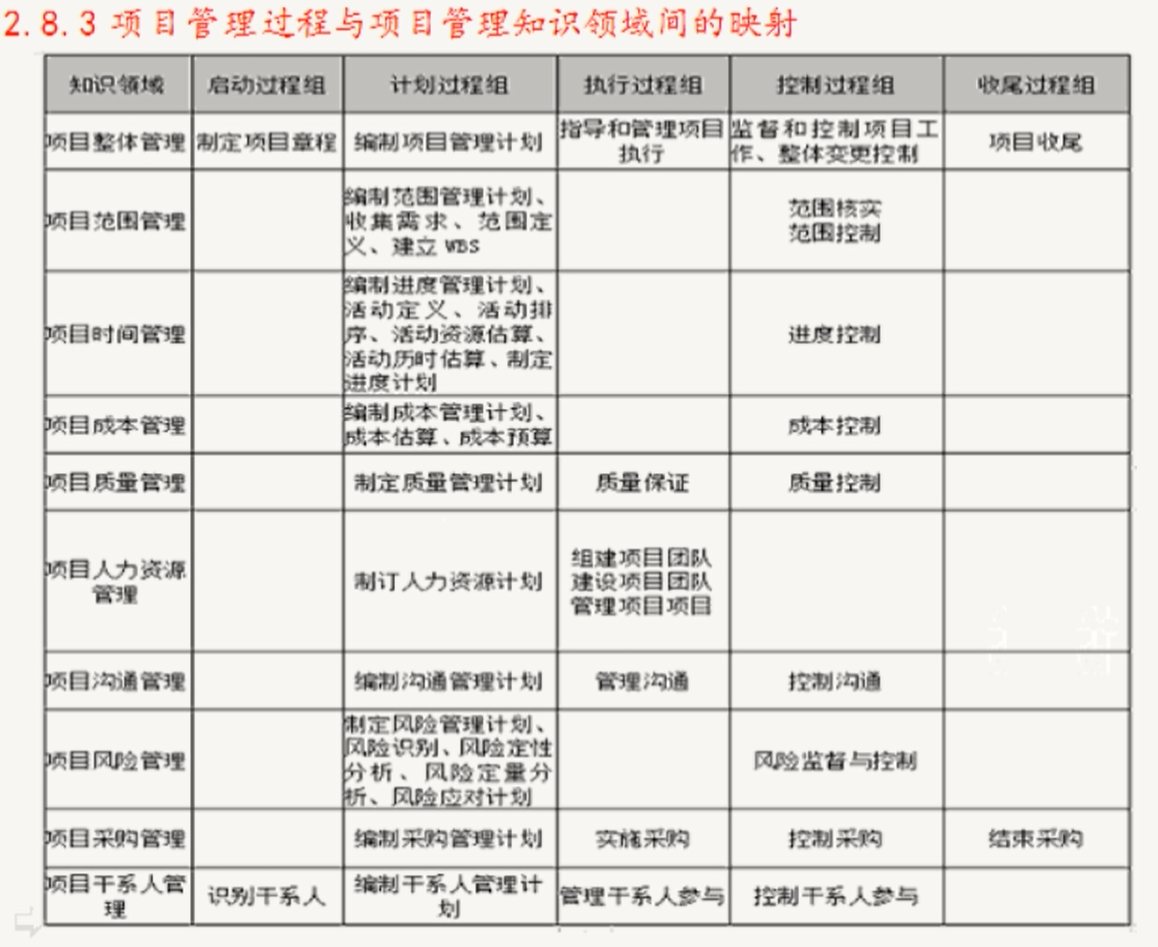 2.8.3 项目管理过程与项目管理知识领域间的映射
知识领域 启动过程组 计划过程组 执行过程组 控制过程组 收尾过程组
项目整体管理 制定项目章程 编制项目管理计划 指导和管理项目 监督和控制项目工 项目收尾
执行 作、整体变更控制
项目范围管理 编制范围管理计划、 范围核实
收集需求、范围定 范围控制
义、建立 WBS
项目时间管理 编制进度管理计划、 进度控制
活动定义、活动排
序、活动资源估算、
活动历时估算、制定
进度计划
项目成本管理 编制成本管理计划、 成本控制
成本估算、成本预算
项目质量管理 制定质量管理计划 质量保证 质量控制
项目人力资源 制订人力资源计划 组建项目团队
管理 建设项目团队
管理项目项目
项目沟通管理 编制沟通管理计划 管理沟通 控制沟通
项目风险管理 制定风险管理计划、 风险监督与控制
风险识别、风险定性
分析、风险定量分
析、风险应对计划
项目采购管理 编制采购管理计划 实施采购 控制采购 结束采购
项目干系人管 识别干系人 编制干系人管理计 管理干系人参与 控制干系人参与
理 划